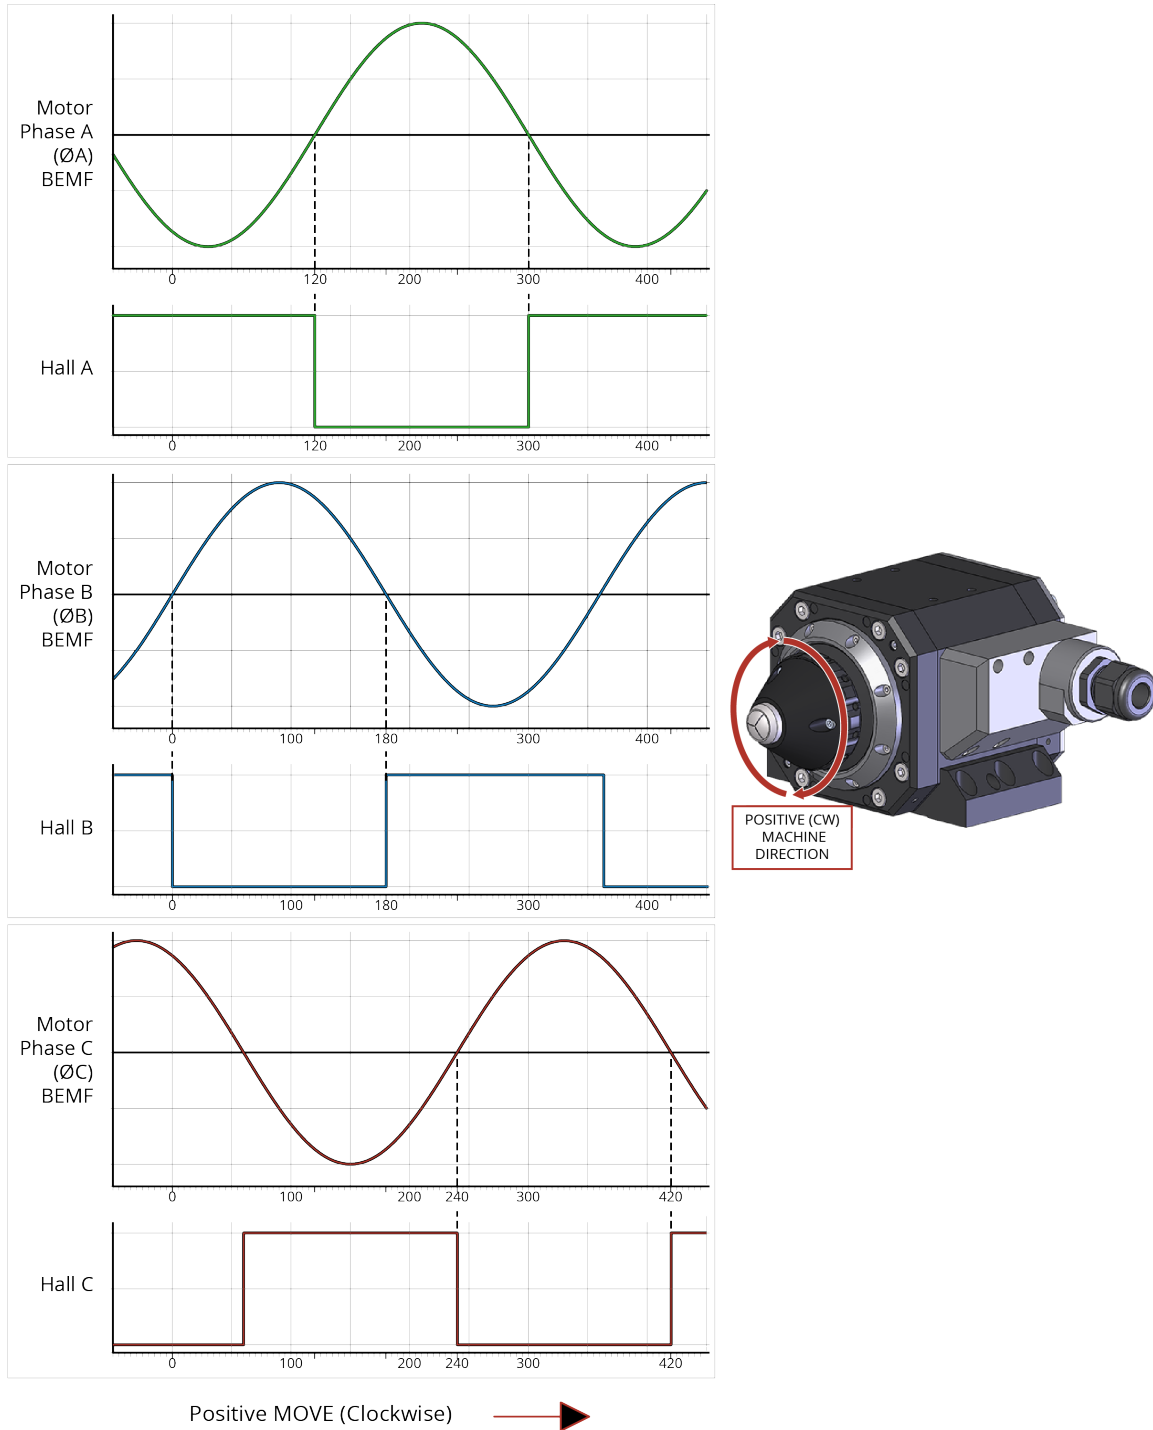 Motor
Phase A
(ØA)
BEMF
0 120 200 300 400
Hall A
0 120 200 300 400
Motor
Phase B
(ØB)
BEMF
0 100 180 300 400
Hall B
0 100 180 300 400
POSITIVE (CW)
MACHINE
DIRECTION
Motor
Phase C
(ØC)
BEMF
0 100 200 240 300 420
Hall C
0 100 200 240 300 420
Positive MOVE (Clockwise)